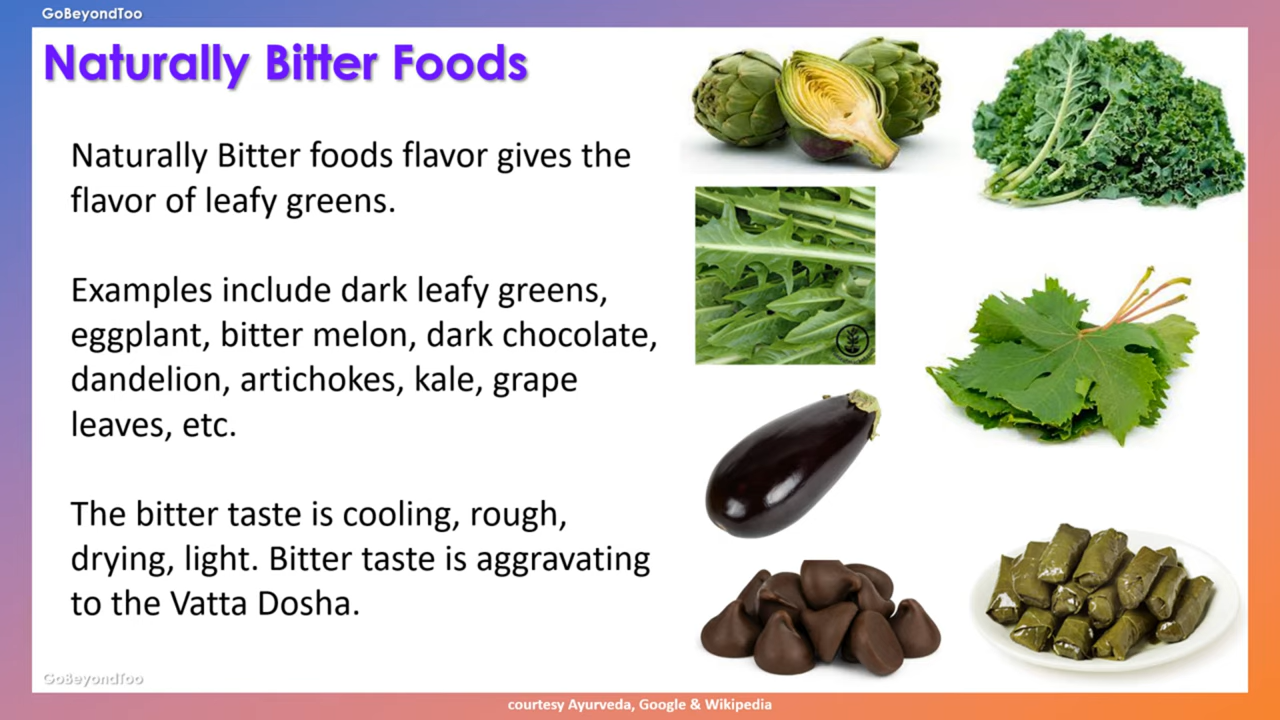 GoBeyondToo
Naturally Bitter Foods
Naturally Bitter foods flavor gives the
flavor of leafy greens.
Examples include dark leafy greens,
eggplant, bitter melon, dark chocolate,
dandelion, artichokes, kale, grape
leaves, etc.
The bitter taste is cooling, rough,
drying, light. Bitter taste is aggravating
to the Vatta Dosha.
GoBeyondToo
courtesy Ayurveda, Google & Wikipedia